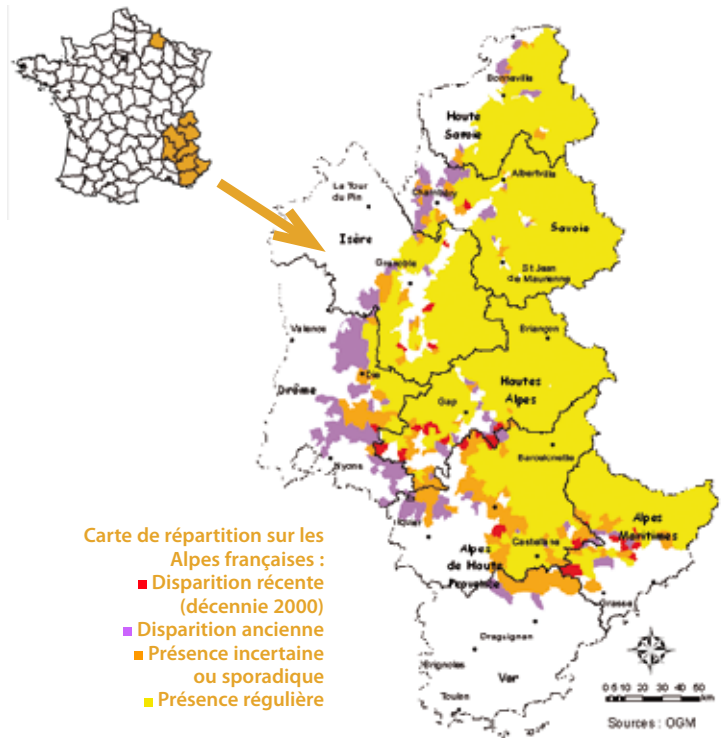 Bonneville
Haute
Savoie
Albertville
Chambéry
La Tour
du Pin
Savoie
Isère
Grenoble
St Jean
de Maurienne
Valence
Briançon
Die
Drôme
Hautes
Alpes
Gap
Barcelonnette
Nyons
Alpes
Maritimes
Castellane
Alpes
de Haute
Provence
Grasse
Draguignan
Brignoles
Var
Toulon
Carte de répartition sur les
Alpes françaises :
Disparition récente
(décennie 2000)
Disparition ancienne
Présence incertaine
ou sporadique
Présence régulière
0 5 10 20 30 40 50
km
Sources : OGM